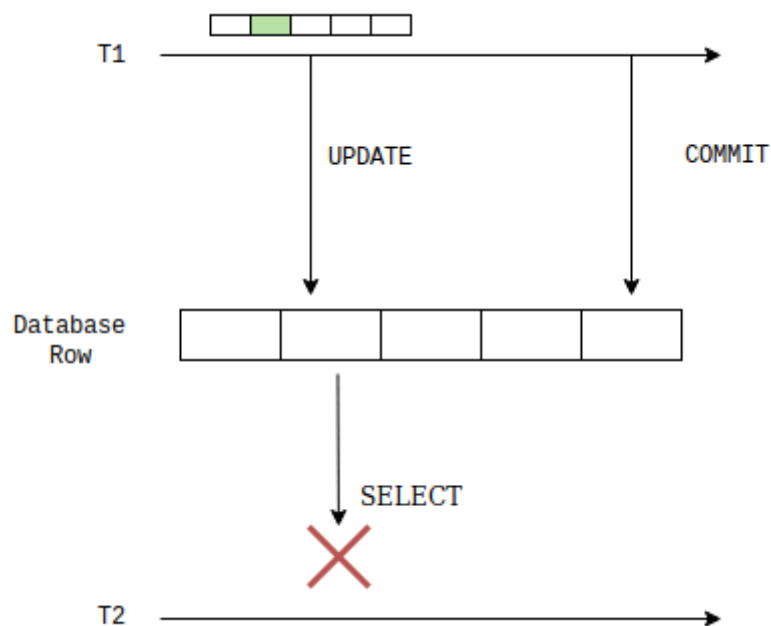 T1
UPDATE
COMMIT
Database
Row
SELECT
T2